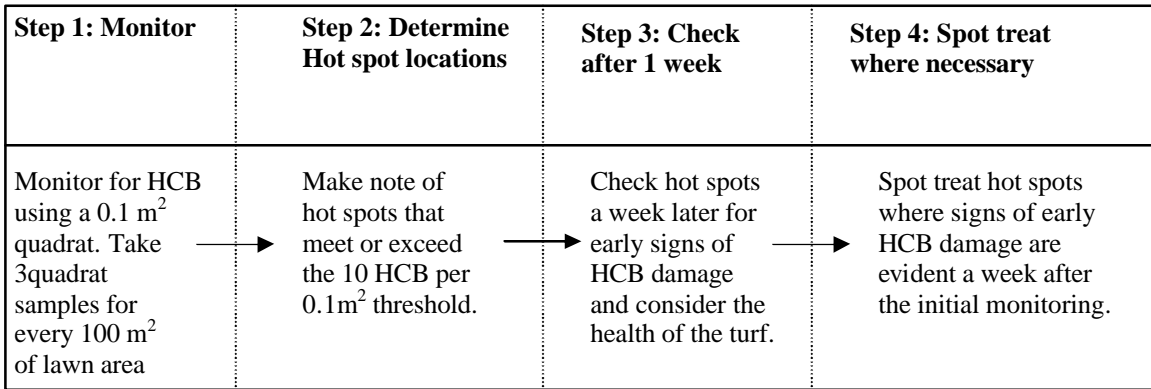 Step 1: Monitor
Step 2: Determine
Hot spot locations
Step 3: Check
after 1 week
Step 4: Spot treat
where necessary
Monitor for HCB
using a 0.1 m²
quadrat. Take
3quadrat
samples for
every 100 m²
of lawn area
Make note of
hot spots that
meet or exceed
the 10 HCB per
0.1m² threshold.
Check hot spots
a week later for
early signs of
HCB damage
and consider the
health of the turf.
Spot treat hot spots
where signs of early
HCB damage are
evident a week after
the initial monitoring.